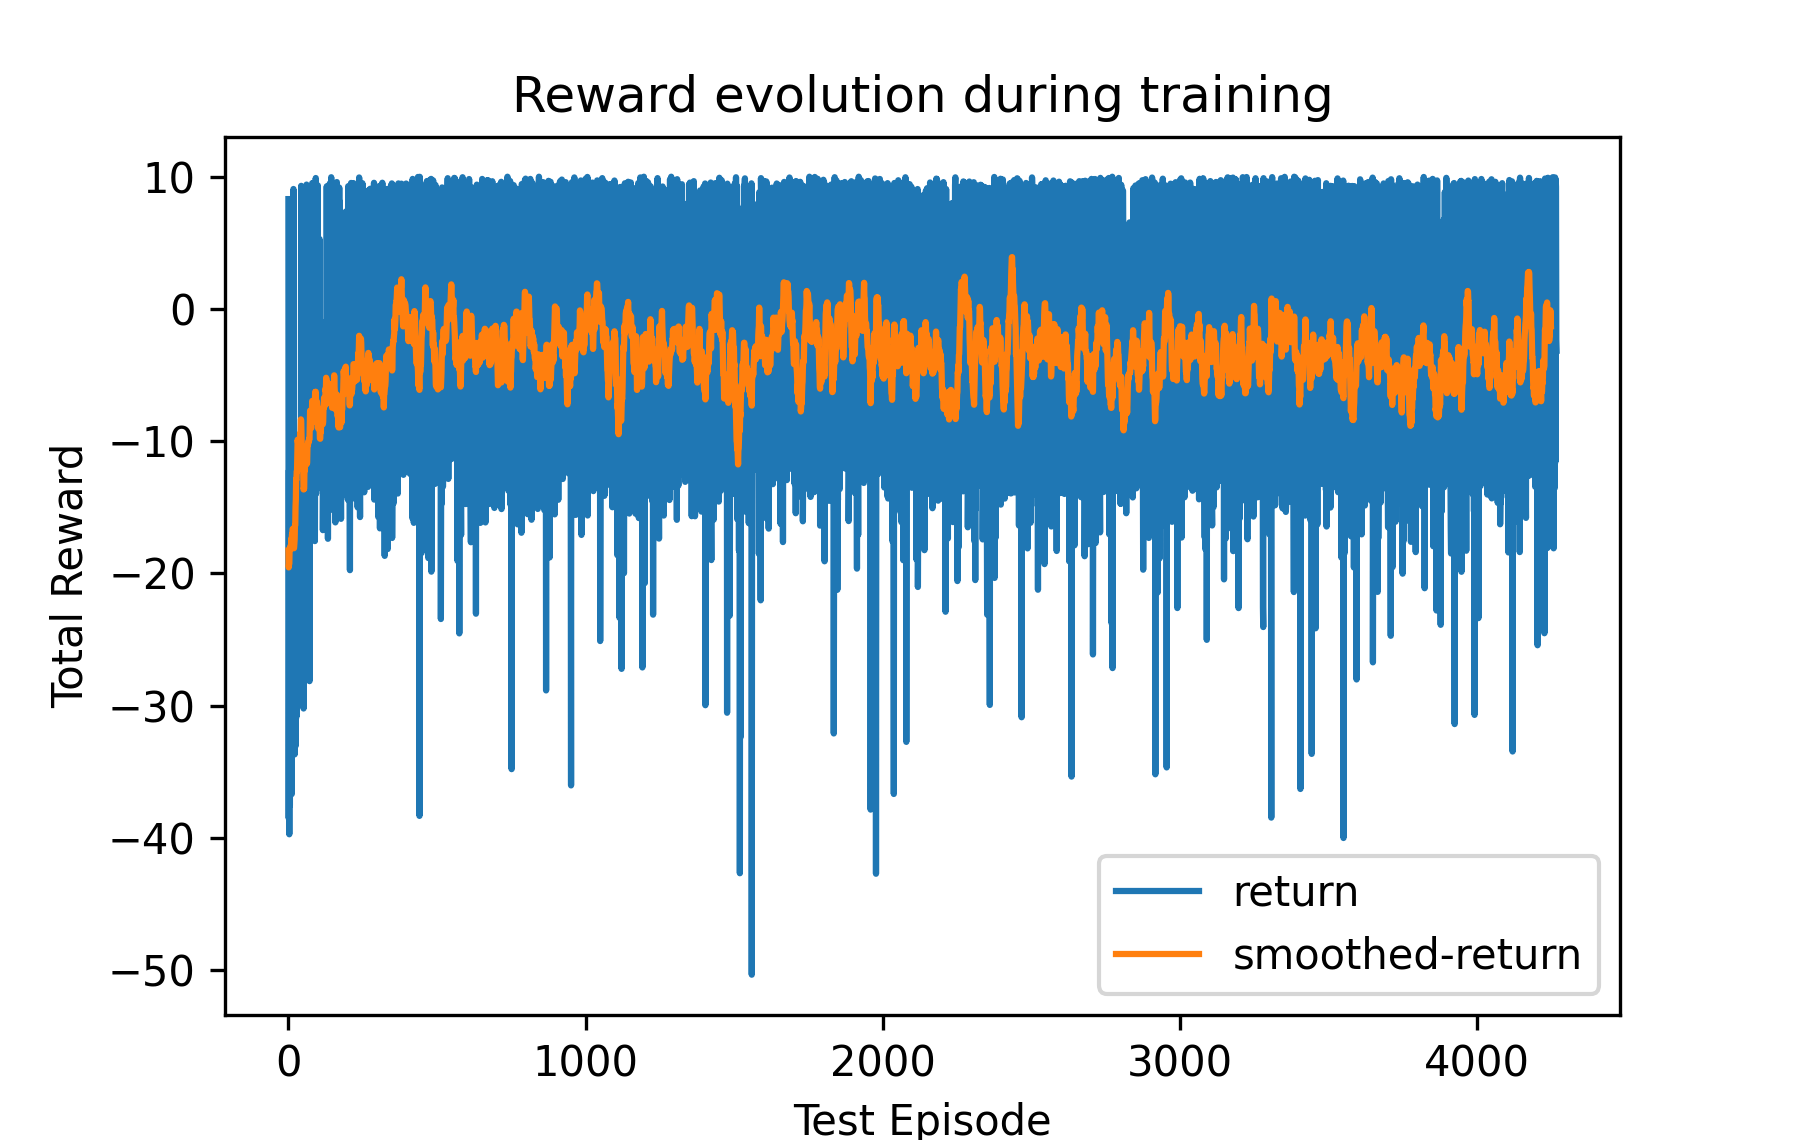 Reward evolution during training
Total Reward
10
0
−10
−20
−30
−40
−50
return
smoothed-return
0 1000 2000 3000 4000
Test Episode